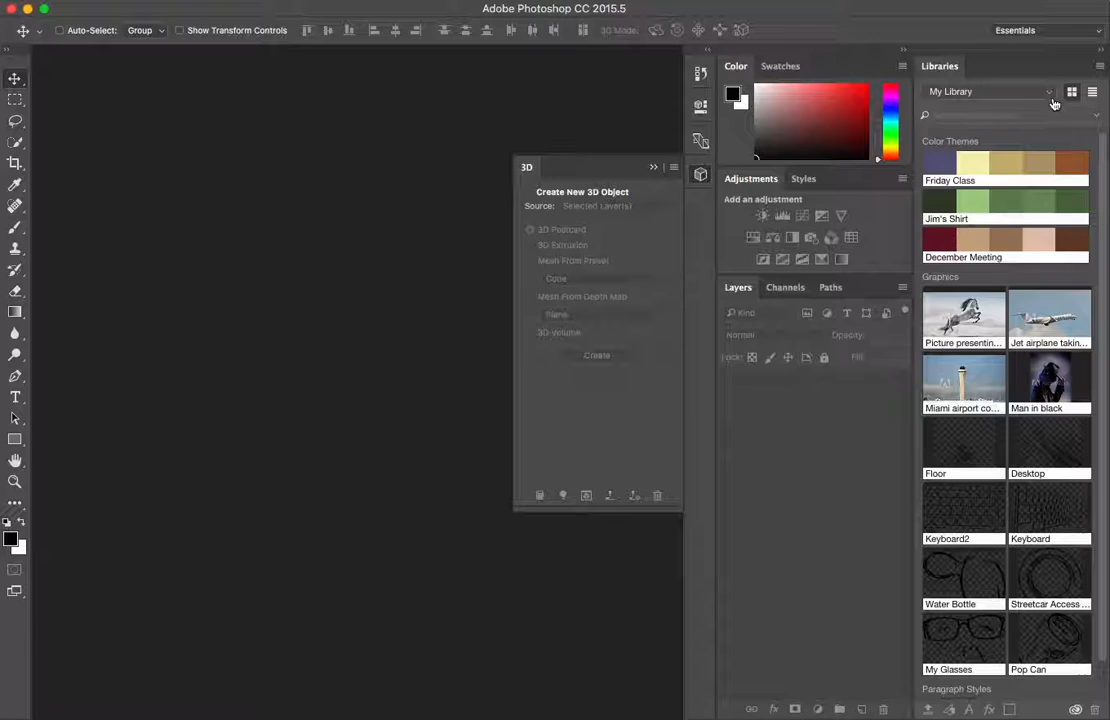 Adobe Photoshop CC 2015.5
Auto-Select: Group Show Transform Controls 3D Mode: Essentials
Color Swatches
Libraries
My Library
Color Themes
Friday Class
Jim's Shirt
December Meeting
Graphics
Picture presentin... Jet airplane takin...
Miami airport co... Man in black
Floor Desktop
Keyboard2 Keyboard
Water Bottle Streetcar Access ...
My Glasses Pop Can
Paragraph Styles
3D
Create New 3D Object
Source: Selected Layer(s)
3D Postcard
3D Extrusion
Mesh From Preset
Cone
Mesh From Depth Map
Plane
3D Volume
Create
Adjustments Styles
Add an adjustment
Layers Channels Paths
Kind
Normal Opacity:
Lock: Fill: